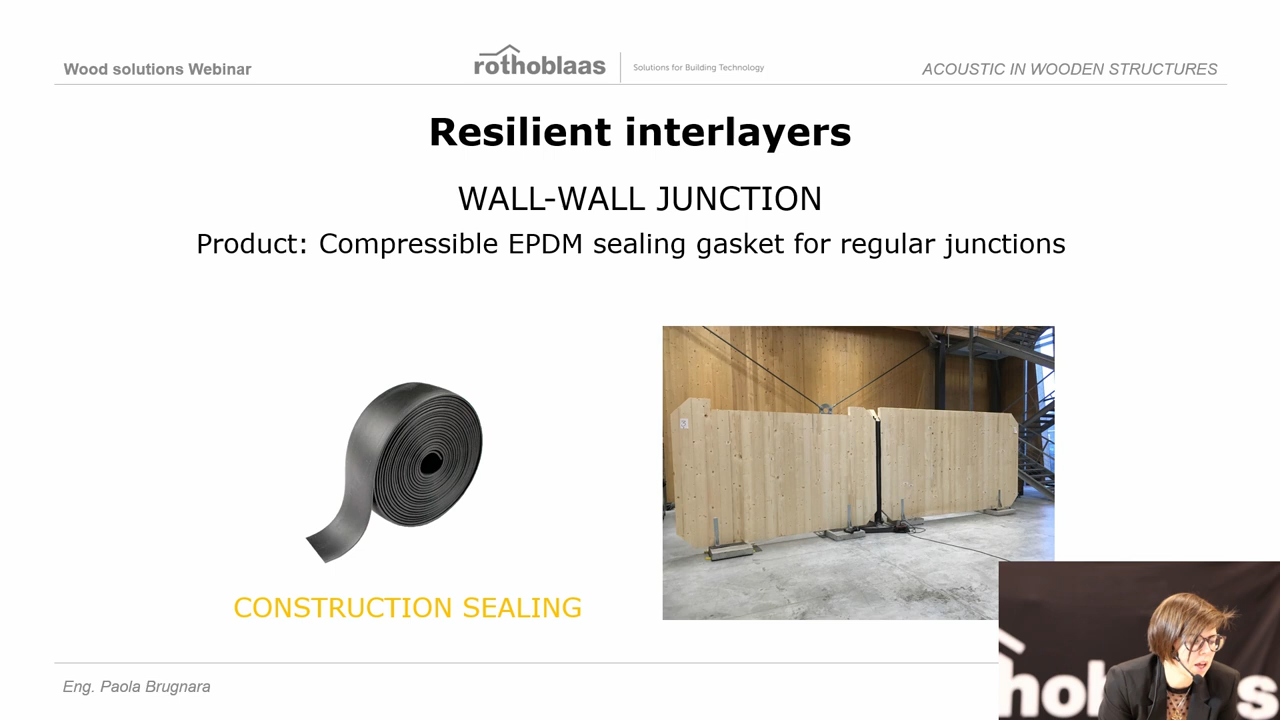 Wood solutions Webinar
rothoblaas
Solutions for Building Technology
ACOUSTIC IN WOODEN STRUCTURES
Resilient interlayers
WALL-WALL JUNCTION
Product: Compressible EPDM sealing gasket for regular junctions
CONSTRUCTION SEALING
Eng. Paola Brugnara